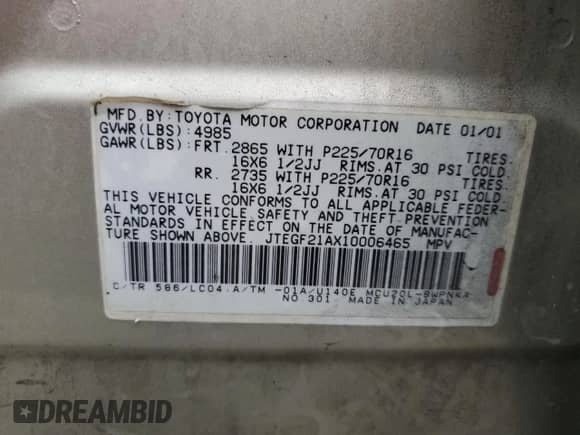 MFD.BY:TOYOTA MOTOR CORPORATION DATE 01/01
GVWR(LBS):4985
GAWR(LBS):FRT. 2865 WITH P225/70R16 TIRES.
16X6 1/2JJ RIMS.AT 30 PSI COLD.
RR. 2735 WITH P225/70R16 TIRES.
16X6 1/2JJ RIMS.AT 30 PSI COLD.
THIS VEHICLE CONFORMS TO ALL APPLICABLE FEDER-
AL MOTOR VEHICLE SAFETY AND THEFT PREVENTION
STANDARDS IN EFFECT ON THE DATE OF MANUFAC-
TURE SHOWN ABOVE. JTEGF21AX10006465 MPV
C/TR 586/LC04 A/TM -01A/U140E MCU20L-BWPNKA
NO.301 MADE IN JAPAN
DREAMBID